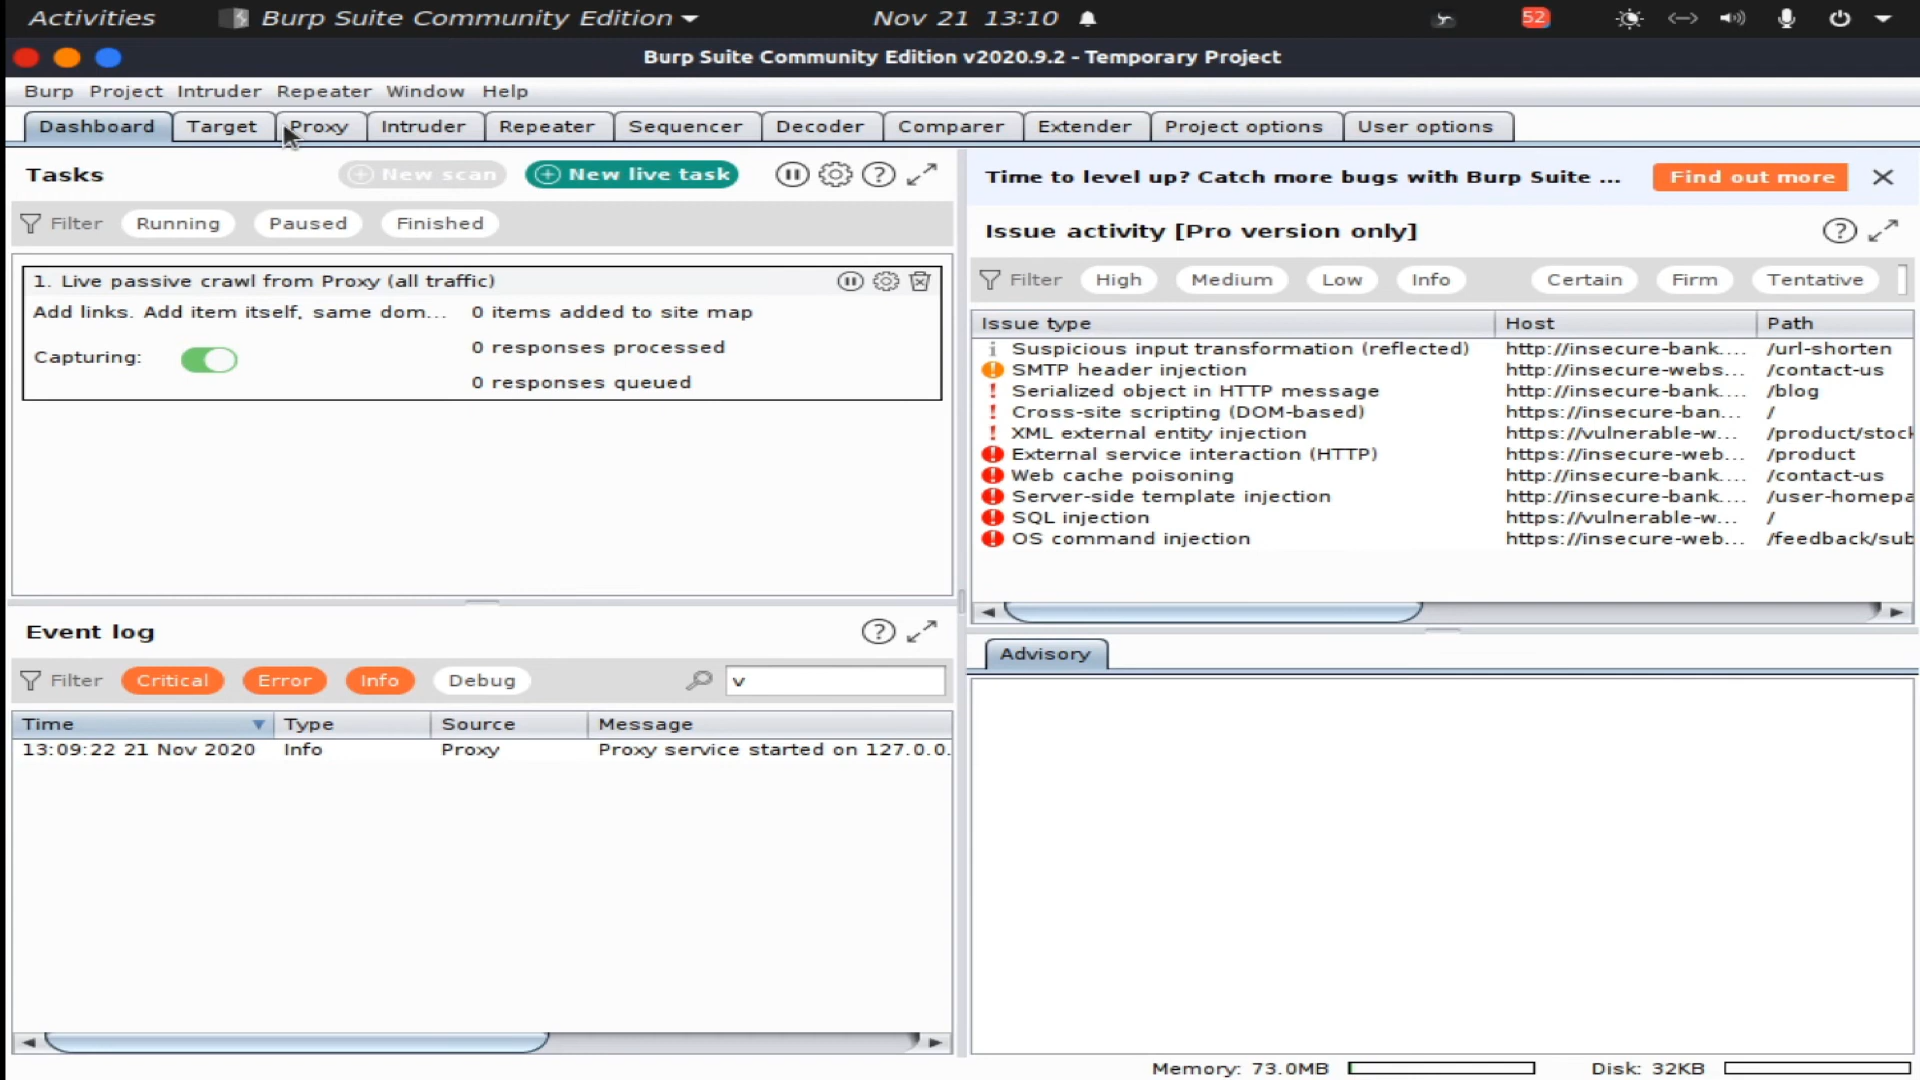 Activities
Burp Suite Community Edition
Nov 21 13:10
52
Burp Suite Community Edition v2020.9.2 - Temporary Project
Burp Project Intruder Repeater Window Help
Dashboard Target Proxy Intruder Repeater Sequencer Decoder Comparer Extender Project options User options
Tasks
New scan
New live task
Filter Running Paused Finished
1. Live passive crawl from Proxy (all traffic)
Add links. Add item itself, same dom...
0 items added to site map
0 responses processed
Capturing:
0 responses queued
Event log
Filter Critical Error Info Debug
v
Time Type Source Message
13:09:22 21 Nov 2020 Info Proxy Proxy service started on 127.0.0.
Time to level up? Catch more bugs with Burp Suite ...
Find out more
Issue activity [Pro version only]
Filter High Medium Low Info Certain Firm Tentative
Issue type Host Path
Suspicious input transformation (reflected) http://insecure-bank.... /url-shorten
SMTP header injection http://insecure-webs... /contact-us
Serialized object in HTTP message http://insecure-bank.... /blog
Cross-site scripting (DOM-based) https://insecure-ban... /
XML external entity injection https://vulnerable-w... /product/stock
External service interaction (HTTP) https://insecure-web... /product
Web cache poisoning http://insecure-bank.... /contact-us
Server-side template injection http://insecure-bank.... /user-homepa
SQL injection https://vulnerable-w... /
OS command injection https://insecure-web... /feedback/sub
Advisory
Memory: 73.0MB
Disk: 32KB